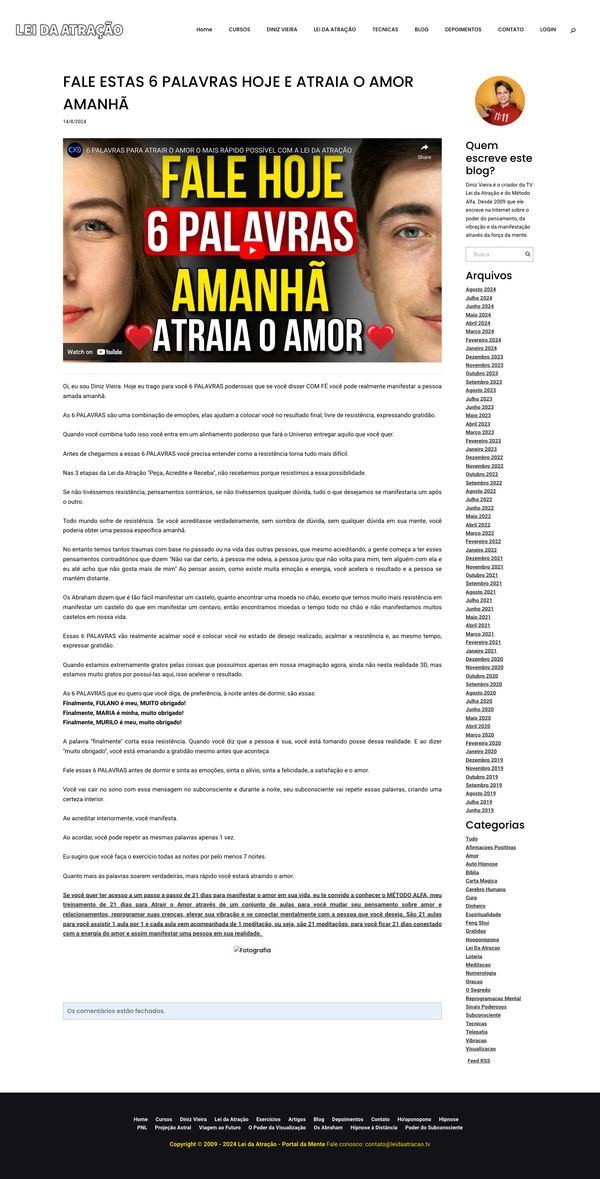 LEI DA ATRAÇÃO
Home CURSOS DINIZ VIEIRA LEI DA ATRAÇÃO TECNICAS BLOG DEPOIMENTOS CONTATO LOGIN
FALE ESTAS 6 PALAVRAS HOJE E ATRAIA O AMOR
AMANHÃ
14/8/2024
6 PALAVRAS PARA ATRAIR O AMOR O MAIS RÁPIDO POSSÍVEL COM A LEI DA ATRAÇÃO
Share
FALE HOJE
6 PALAVRAS
AMANHÃ
ATRAIA O AMOR
Watch on YouTube
Oi, eu sou Diniz Vieira. Hoje eu trago para você 6 PALAVRAS poderosas que se você disser COM FÉ você pode realmente manifestar a pessoa
amada amanhã.
As 6 PALAVRAS são uma combinação de emoções, elas ajudam a colocar você no resultado final, livre de resistência, expressando gratidão.
Quando você combina tudo isso você entra em um alinhamento poderoso que fará o Universo entregar aquilo que você quer.
Antes de chegarmos a essas 6 PALAVRAS você precisa entender como a resistência torna tudo mais difícil.
Nas 3 etapas da Lei da Atração "Peça, Acredite e Receba", não recebemos porque resistimos a essa possibilidade.
Se não tivéssemos resistência, pensamentos contrários, se não tivéssemos qualquer dúvida, tudo o que desejamos se manifestaria um após
o outro.
Todo mundo sofre de resistência. Se você acreditasse verdadeiramente, sem sombra de dúvida, sem qualquer dúvida em sua mente, você
poderia obter uma pessoa específica amanhã.
No entanto temos tantos traumas com base no passado ou na vida das outras pessoas, que mesmo acreditando, a gente começa a ter esses
pensamentos contraditórios que dizem "Não vai dar certo, a pessoa me odeia, a pessoa jurou que não volta para mim, tem alguém com ela e
eu até acho que não gosta mais de mim" Ao pensar assim, como existe muita emoção e energia, você acelera o resultado e a pessoa se
mantém distante.
Os Abraham dizem que é tão fácil manifestar um castelo, quanto encontrar uma moeda no chão, exceto que temos muito mais resistência em
manifestar um castelo do que em manifestar um centavo, então encontramos moedas o tempo todo no chão e não manifestamos muitos
castelos em nossa vida.
Essas 6 PALAVRAS vão realmente acalmar você e colocar você no estado de desejo realizado, acalmar a resistência e, ao mesmo tempo,
expressar gratidão.
Quando estamos extremamente gratos pelas coisas que possuímos apenas em nossa imaginação agora, ainda não nesta realidade 3D, mas
estamos muito gratos por possuí-las aqui, isso acelerar o resultado.
As 6 PALAVRAS que eu quero que você diga, de preferência, à noite antes de dormir, são essas:
Finalmente, FULANO é meu, MUITO obrigado!
Finalmente, MARIA é minha, muito obrigado!
Finalmente, MURILO é meu, muito obrigado!
A palavra "finalmente" corta essa resistência. Quando você diz que a pessoa é sua, você está tomando posse dessa realidade. E ao dizer
"muito obrigado", você está emanando a gratidão mesmo antes que aconteça.
Fale essas 6 PALAVRAS antes de dormir e sinta as emoções, sinta o alívio, sinta a felicidade, a satisfação e o amor.
Você vai cair no sono com essa mensagem no subconsciente e durante a noite, seu subconsciente vai repetir essas palavras, criando uma
certeza interior.
Ao acreditar interiormente, você manifesta.
Ao acordar, você pode repetir as mesmas palavras apenas 1 vez.
Eu sugiro que você faça o exercício todas as noites por pelo menos 7 noites.
Quanto mais as palavras soarem verdadeiras, mais rápido você estará atraindo o amor.
Se você quer ter acesso a um passo a passo de 21 dias para manifestar o amor em sua vida, eu te convido a conhecer o MÉTODO ALFA, meu
treinamento de 21 dias para Atrair o Amor através de um conjunto de aulas para você mudar seu pensamento sobre amor e
relacionamentos, reprogramar suas crenças, elevar sua vibração e se conectar mentalmente com a pessoa que você deseja. São 21 aulas
para você assistir 1 aula por 1 e cada aula vem acompanhada de 1 meditação, ou seja, são 21 meditações, para você ficar 21 dias conectado
com a energia do amor e assim manifestar uma pessoa em sua realidade.
Fotografia
Os comentários estão fechados.
11:11
Quem
escreve este
blog?
Diniz Vieira é o criador da TV
Lei da Atração e do Método
Alfa. Desde 2009 que ele
escreve na Internet sobre o
poder do pensamento, da
vibração e da manifestação
através da força da mente.
Busca
Arquivos
Agosto 2024
Julho 2024
Junho 2024
Maio 2024
Abril 2024
Março 2024
Fevereiro 2024
Janeiro 2024
Dezembro 2023
Novembro 2023
Outubro 2023
Setembro 2023
Agosto 2023
Julho 2023
Junho 2023
Maio 2023
Abril 2023
Março 2023
Fevereiro 2023
Janeiro 2023
Dezembro 2022
Novembro 2022
Outubro 2022
Setembro 2022
Agosto 2022
Julho 2022
Junho 2022
Maio 2022
Abril 2022
Março 2022
Fevereiro 2022
Janeiro 2022
Dezembro 2021
Novembro 2021
Outubro 2021
Setembro 2021
Agosto 2021
Julho 2021
Junho 2021
Maio 2021
Abril 2021
Março 2021
Fevereiro 2021
Janeiro 2021
Dezembro 2020
Novembro 2020
Outubro 2020
Setembro 2020
Agosto 2020
Julho 2020
Junho 2020
Maio 2020
Abril 2020
Março 2020
Fevereiro 2020
Janeiro 2020
Dezembro 2019
Novembro 2019
Outubro 2019
Setembro 2019
Agosto 2019
Julho 2019
Junho 2019
Categorias
Tudo
Afirmacoes Positivas
Amor
Auto Hipnose
Biblia
Carta Magica
Cerebro Humano
Cura
Dinheiro
Espiritualidade
Feng Shui
Gratidao
Hooponopono
Lei Da Atracao
Loteria
Meditacao
Numerologia
Oracao
O Segredo
Reprogramacao Mental
Sinais Poderosos
Subconsciente
Tecnicas
Telepatia
Vibracao
Visualizacao
Feed RSS
Home Cursos Diniz Vieira Lei da Atração Exercícios Artigos Blog Depoimentos Contato Ho'oponopono Hipnose
PNL Projeção Astral Viagem ao Futuro O Poder da Visualização Os Abraham Hipnose à Distância Poder do Subconsciente
Copyright © 2009 - 2024 Lei da Atração - Portal da Mente Fale conosco: contato@leidaatracao.tv